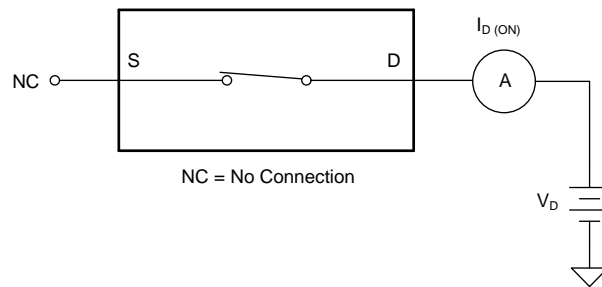 I_D (ON)
S
D
NC
A
NC = No Connection
V_D